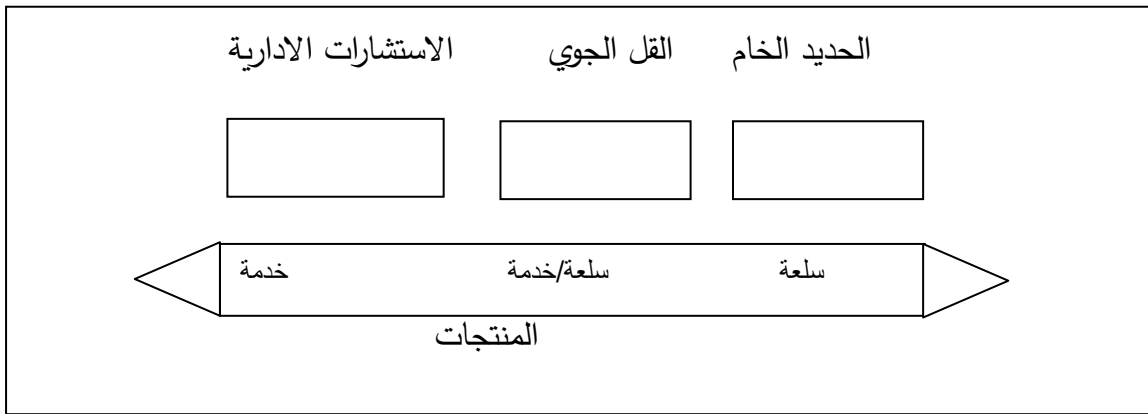 الحديد الخام القل الجوي الاستشارات الادارية
سلعة سلعة/خدمة خدمة
المنتجات